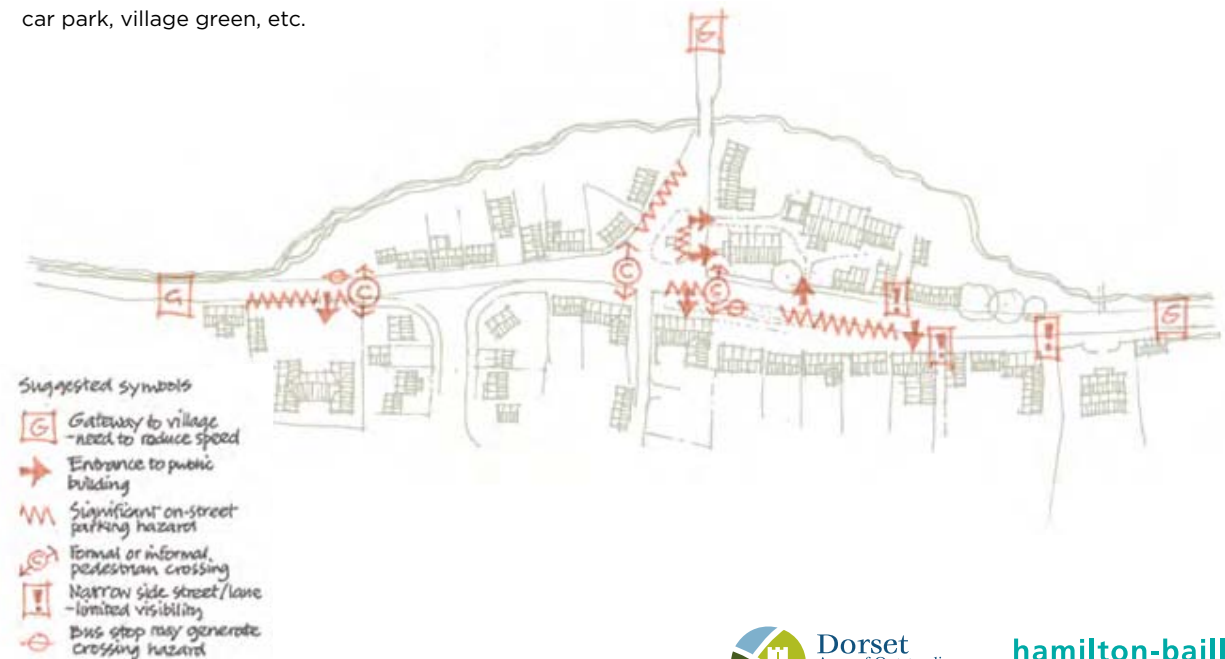 car park, village green, etc.
G
G
C
C
C
!
!
!
G
Suggested symbols
G
Gateway to village
-need to reduce speed
Entrance to public
building
Significant on-street
parking hazard
C
Formal or informal
pedestrian crossing
!
Narrow side street/lane
-limited visibility
Bus stop may generate
crossing hazard
Dorset
hamilton-baill